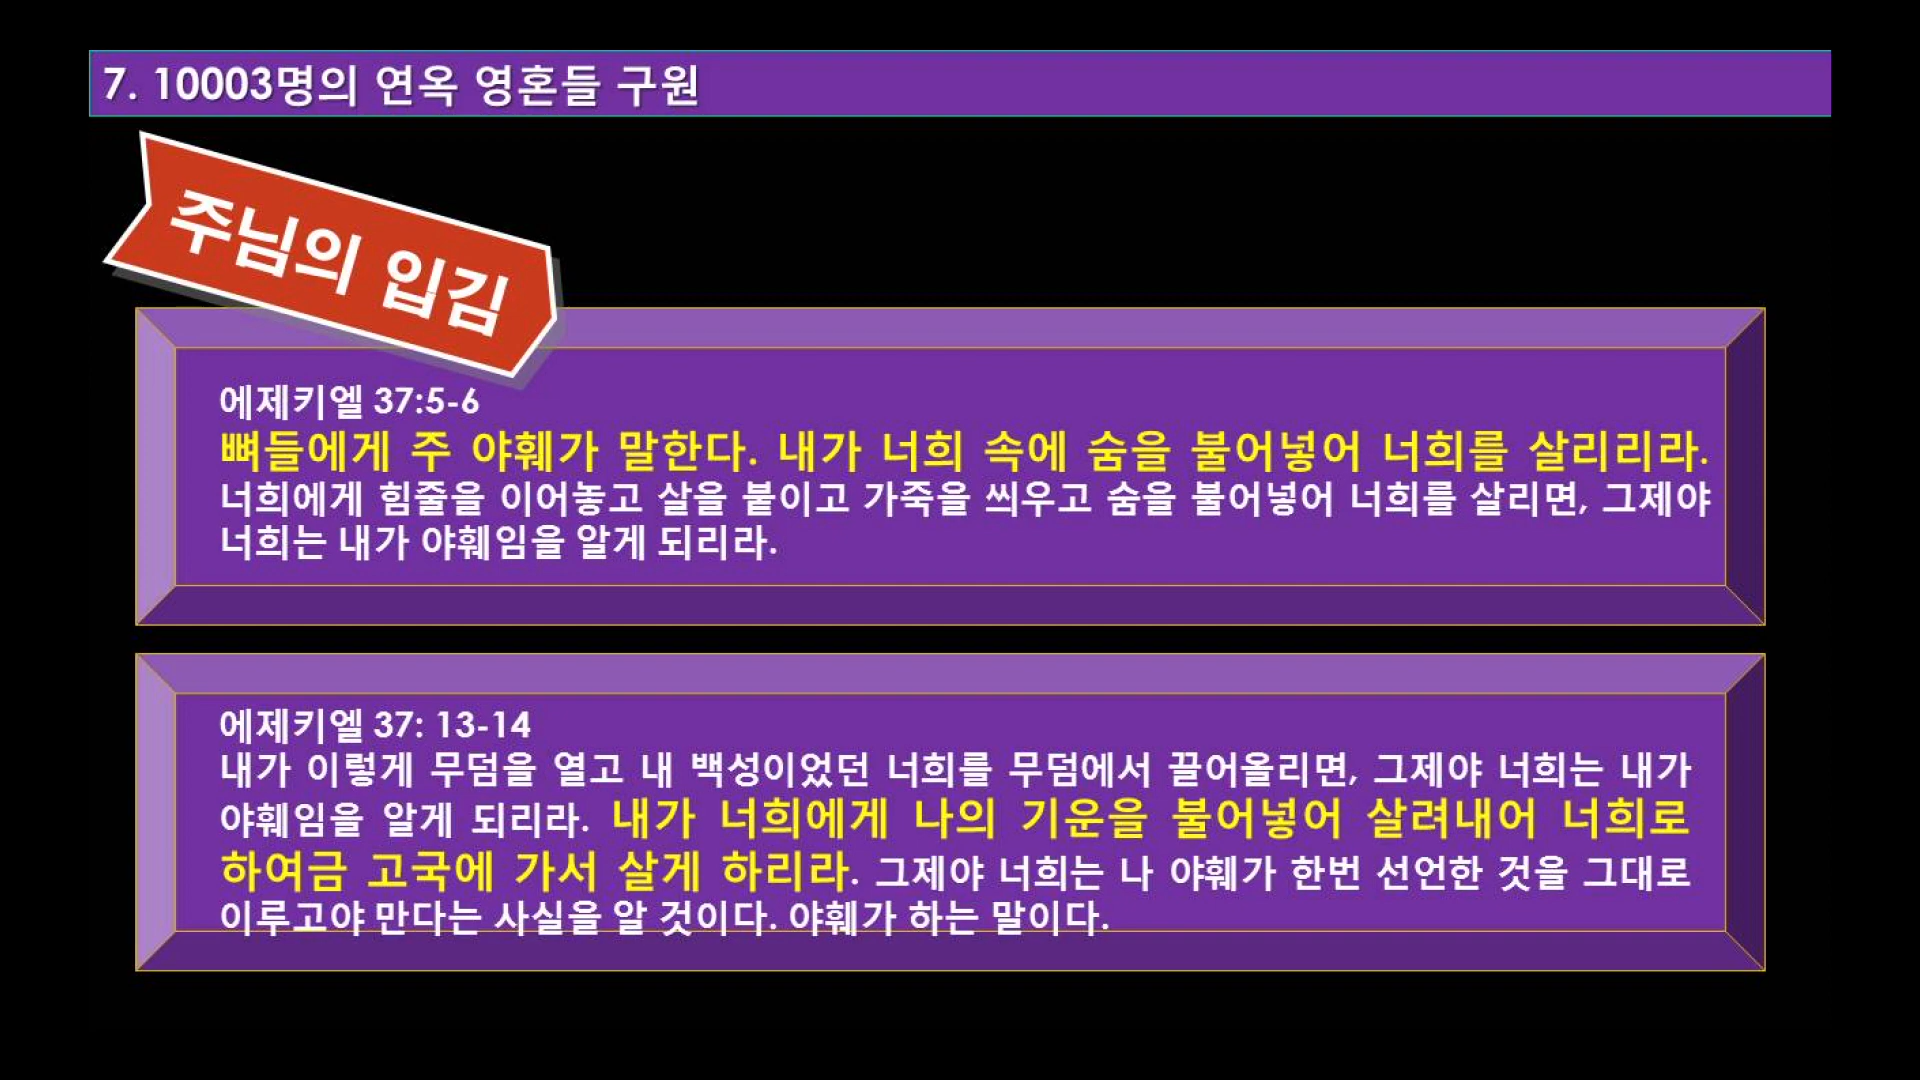 7. 10003명의 연옥 영혼들 구원
주님의 입김
에제키엘 37:5-6
뼈들에게 주 야훼가 말한다. 내가 너희 속에 숨을 불어넣어 너희를 살리리라.
너희에게 힘줄을 이어놓고 살을 붙이고 가죽을 씌우고 숨을 불어넣어 너희를 살리면, 그제야
너희는 내가 야훼임을 알게 되리라.
에제키엘 37: 13-14
내가 이렇게 무덤을 열고 내 백성이었던 너희를 무덤에서 끌어올리면, 그제야 너희는 내가
야훼임을 알게 되리라. 내가 너희에게 나의 기운을 불어넣어 살려내어 너희로
하여금 고국에 가서 살게 하리라. 그제야 너희는 나 야훼가 한번 선언한 것을 그대로
이루고야 만다는 사실을 알 것이다. 야훼가 하는 말이다.